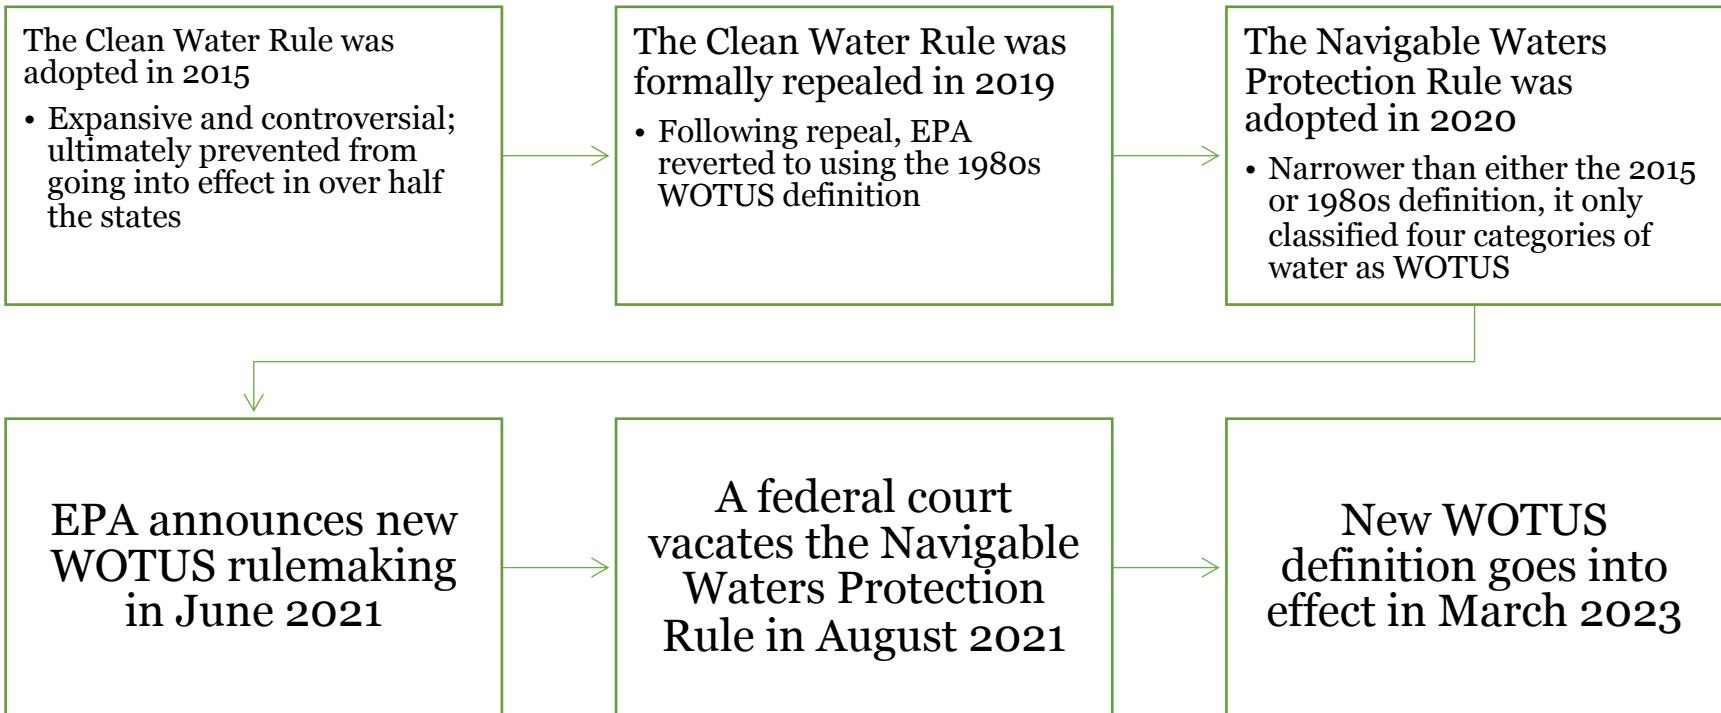 The Clean Water Rule was
adopted in 2015
• Expansive and controversial;
ultimately prevented from
going into effect in over half
the states
The Clean Water Rule was
formally repealed in 2019
• Following repeal, EPA
reverted to using the 1980s
WOTUS definition
The Navigable Waters
Protection Rule was
adopted in 2020
• Narrower than either the 2015
or 1980s definition, it only
classified four categories of
water as WOTUS
EPA announces new
WOTUS rulemaking
in June 2021
A federal court
vacates the Navigable
Waters Protection
Rule in August 2021
New WOTUS
definition goes into
effect in March 2023